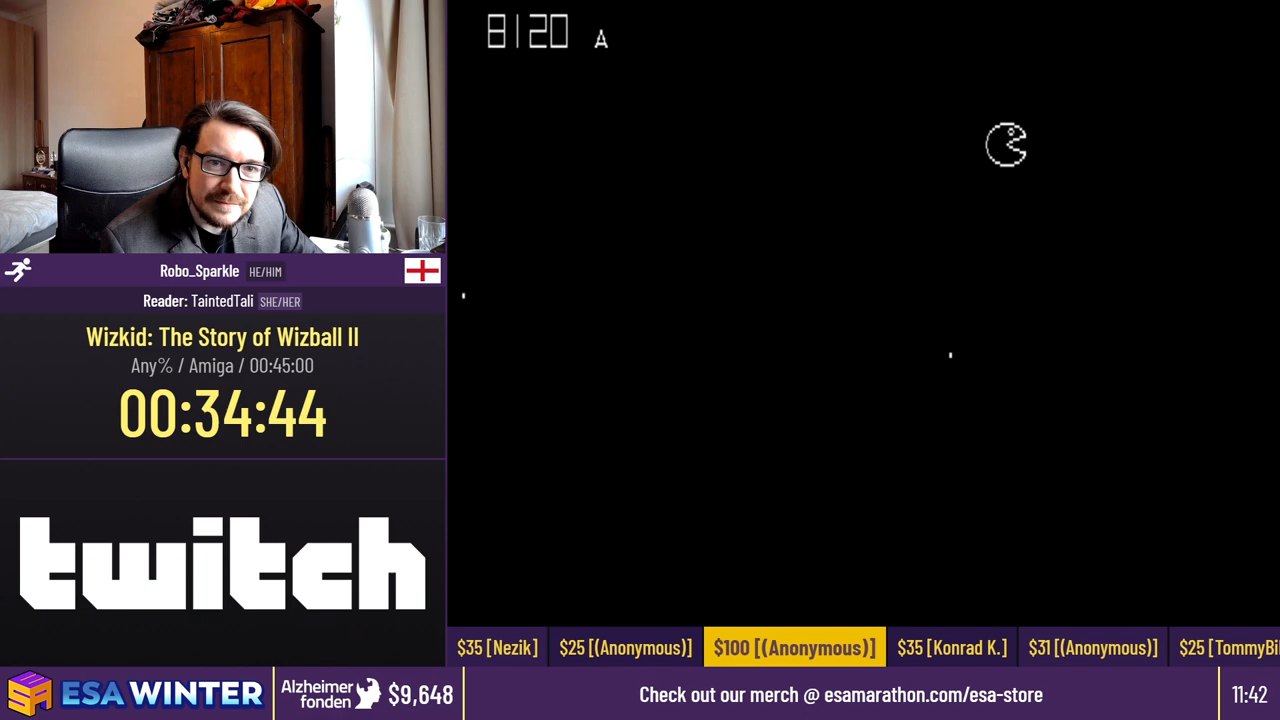 8120 A
Robo_Sparkle HE/HIM
Reader: TaintedTali SHE/HER
Wizkid: The Story of Wizball II
Any% / Amiga / 00:45:00
00:34:44
twitch
$35 [Nezik] $25 [(Anonymous)] $100 [(Anonymous)] $35 [Konrad K.] $31 [(Anonymous)] $25 [TommyBi
ESA WINTER Alzheimer fonden $9,648 Check out our merch @ esamarathon.com/esa-store 11:42